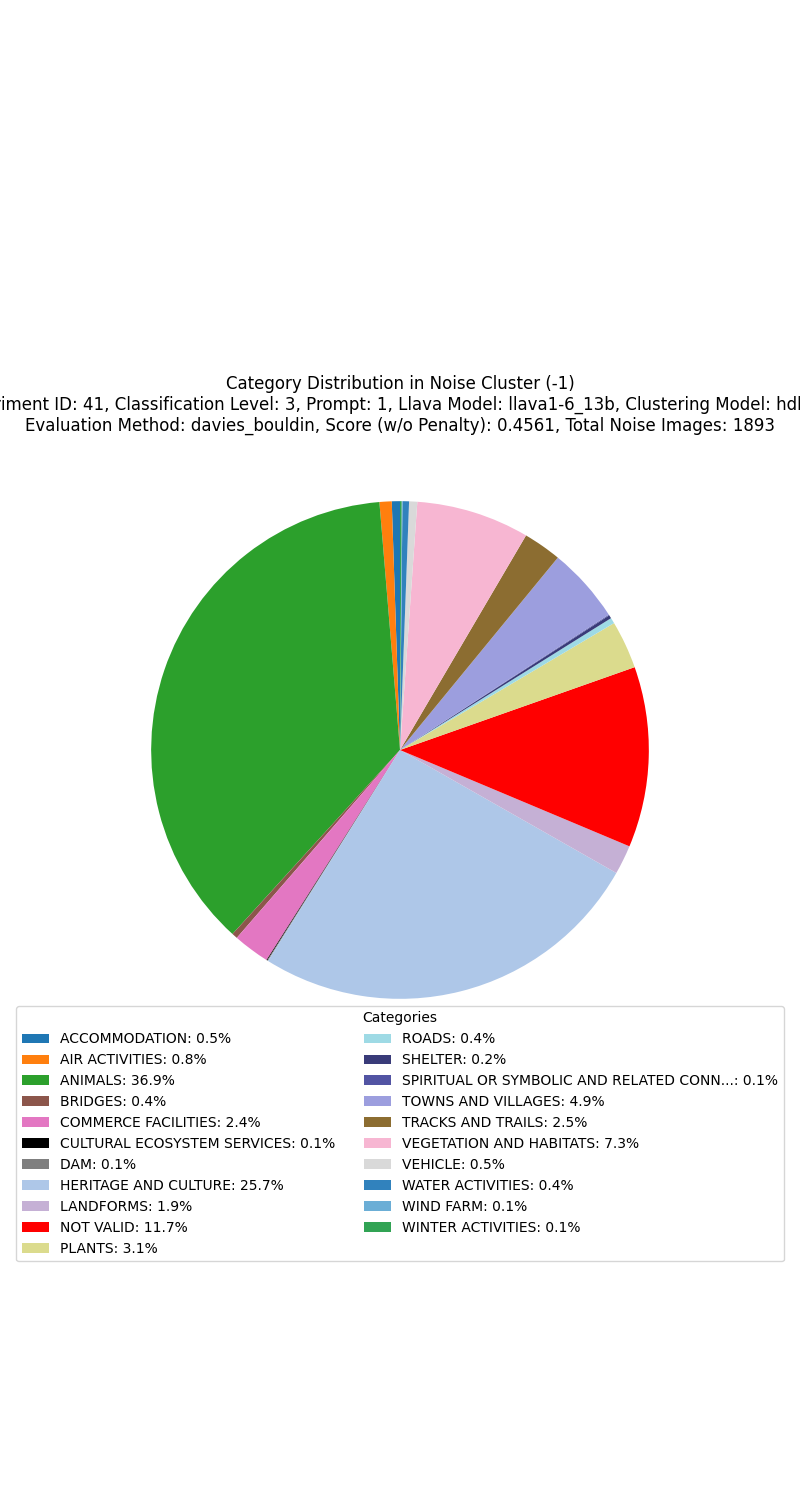 Category Distribution in Noise Cluster (-1)
ID: 41, Classification Level: 3, Prompt: 1, Llava Model: llava1-6_13b, Clustering Model:
Evaluation Method: davies_bouldin, Score (w/o Penalty): 0.4561, Total Noise Images: 1893
Categories
ACCOMMODATION: 0.5%
AIR ACTIVITIES: 0.8%
ANIMALS: 36.9%
BRIDGES: 0.4%
COMMERCE FACILITIES: 2.4%
CULTURAL ECOSYSTEM SERVICES: 0.1%
DAM: 0.1%
HERITAGE AND CULTURE: 25.7%
LANDFORMS: 1.9%
NOT VALID: 11.7%
PLANTS: 3.1%
ROADS: 0.4%
SHELTER: 0.2%
SPIRITUAL OR SYMBOLIC AND RELATED CONN...: 0.1%
TOWNS AND VILLAGES: 4.9%
TRACKS AND TRAILS: 2.5%
VEGETATION AND HABITATS: 7.3%
VEHICLE: 0.5%
WATER ACTIVITIES: 0.4%
WIND FARM: 0.1%
WINTER ACTIVITIES: 0.1%